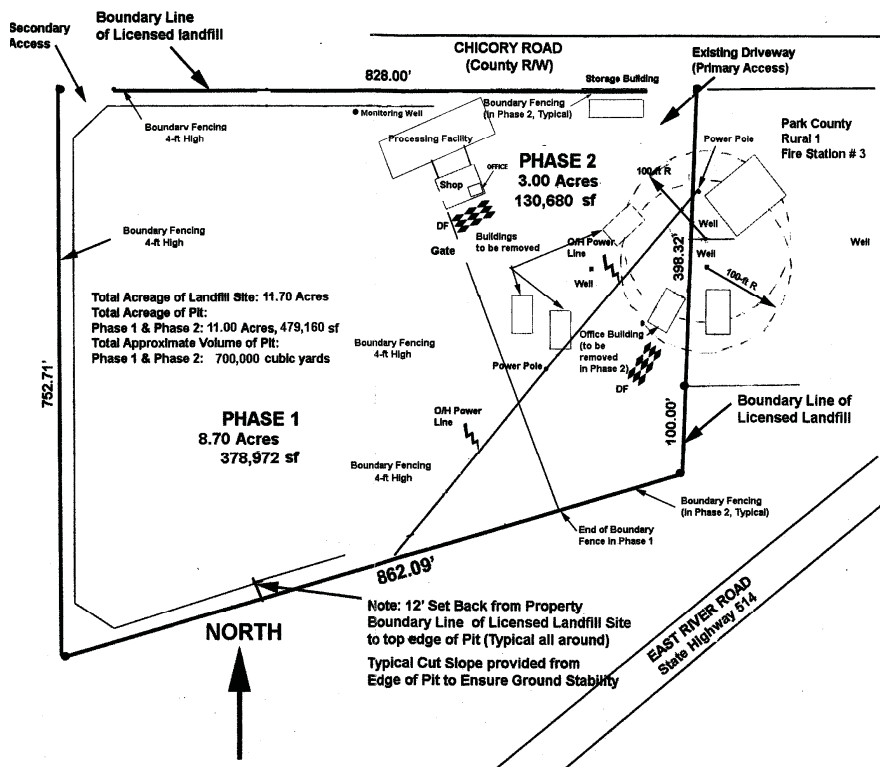 Secondary
Access
Boundary Line
of Licensed landfill
CHICORY ROAD
(County R/W)
Existing Driveway
(Primary Access)
828.00'
Storage Building
Boundary Fencing
4-ft High
Monitoring Well
Boundary Fencing
(in Phase 2, Typical)
Processing Facility
Power Pole
Park County
Rural 1
Fire Station # 3
PHASE 2
3.00 Acres
130,680 sf
OFFICE
Shop
100-ft R
DF
Gate
Buildings
to be removed
O/H Power
Line
Well
Well
Well
Well
398.32'
100-ft R
Boundary Fencing
4-ft High
Total Acreage of Landfill Site: 11.70 Acres
Total Acreage of Pit:
Phase 1 & Phase 2: 11.00 Acres, 479,160 sf
Total Approximate Volume of Pit:
Phase 1 & Phase 2: 700,000 cubic yards
752.71'
Boundary Fencing
4-ft High
Office Building
(to be
removed
in Phase 2)
DF
Power Pole
PHASE 1
8.70 Acres
378,972 sf
O/H Power
Line
100.00'
Boundary Line of
Licensed Landfill
Boundary Fencing
4-ft High
Boundary Fencing
(in Phase 2, Typical)
End of Boundary
Fence in Phase 1
862.09'
NORTH
Note: 12' Set Back from Property
Boundary Line of Licensed Landfill Site
to top edge of Pit (Typical all around)
Typical Cut Slope provided from
Edge of Pit to Ensure Ground Stability
EAST RIVER ROAD
State Highway 514